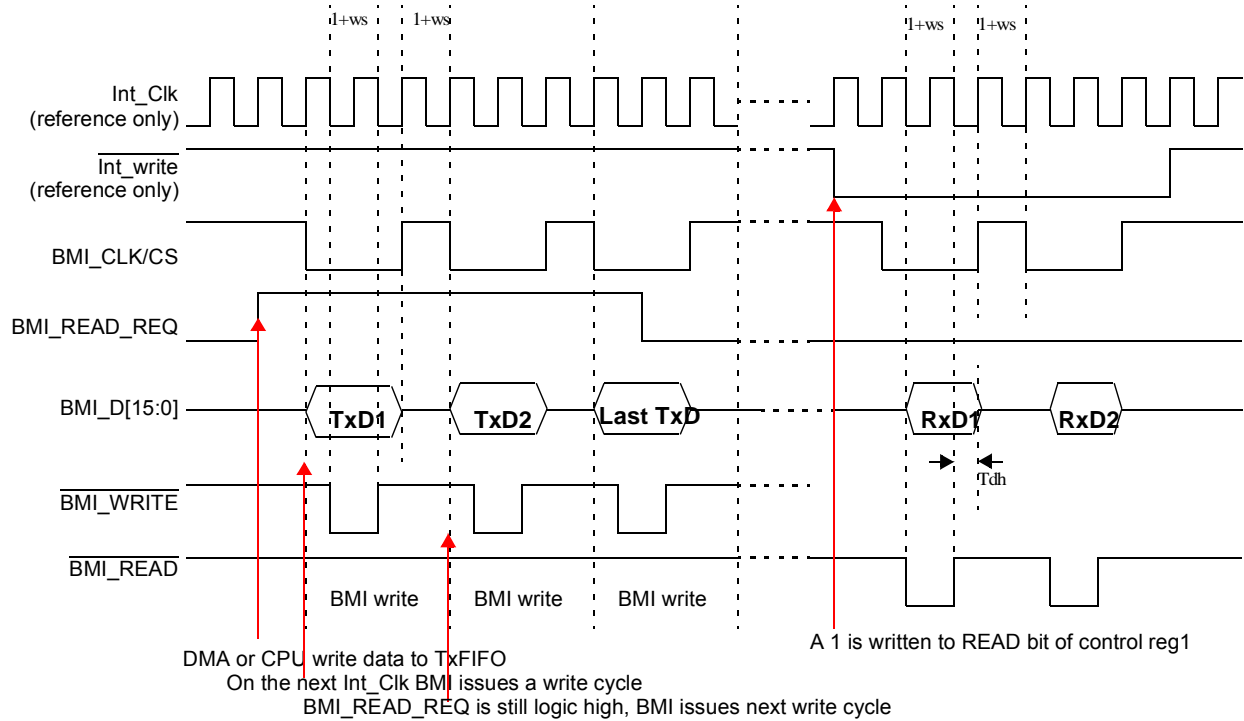 1+ws 1+ws 1+ws 1+ws
Int_Clk
(reference only)
Int_write
(reference only)
BMI_CLK/CS
BMI_READ_REQ
BMI_D[15:0] TxD1 TxD2 Last TxD RxD1 RxD2
Tdh
BMI_WRITE
BMI_READ
BMI write BMI write BMI write
A 1 is written to READ bit of control reg1
DMA or CPU write data to TxFIFO
On the next Int_Clk BMI issues a write cycle
BMI_READ_REQ is still logic high, BMI issues next write cycle